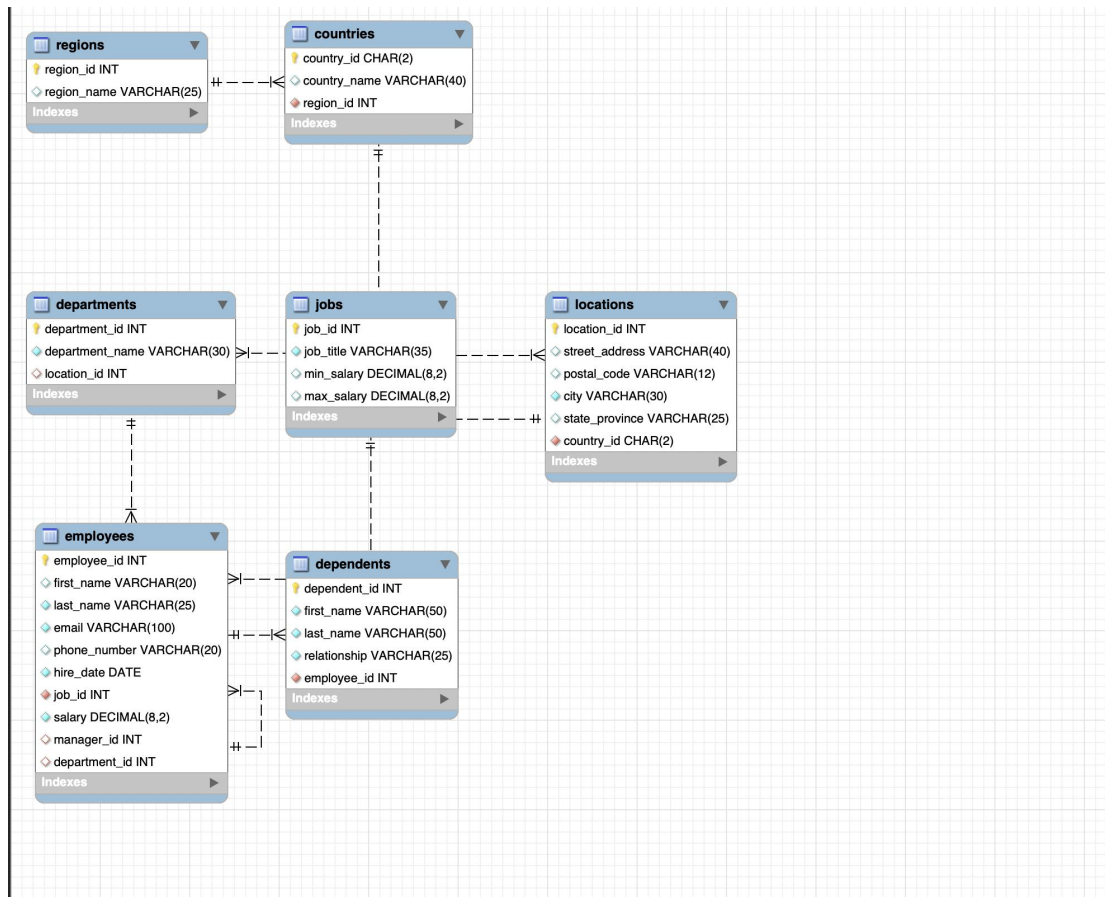 regions
region_id INT
region_name VARCHAR(25)
Indexes
countries
country_id CHAR(2)
country_name VARCHAR(40)
region_id INT
Indexes
departments
department_id INT
department_name VARCHAR(30)
location_id INT
Indexes
jobs
job_id INT
job_title VARCHAR(35)
min_salary DECIMAL(8,2)
max_salary DECIMAL(8,2)
Indexes
locations
location_id INT
street_address VARCHAR(40)
postal_code VARCHAR(12)
city VARCHAR(30)
state_province VARCHAR(25)
country_id CHAR(2)
Indexes
employees
employee_id INT
first_name VARCHAR(20)
last_name VARCHAR(25)
email VARCHAR(100)
phone_number VARCHAR(20)
hire_date DATE
job_id INT
salary DECIMAL(8,2)
manager_id INT
department_id INT
Indexes
dependents
dependent_id INT
first_name VARCHAR(50)
last_name VARCHAR(50)
relationship VARCHAR(25)
employee_id INT
Indexes